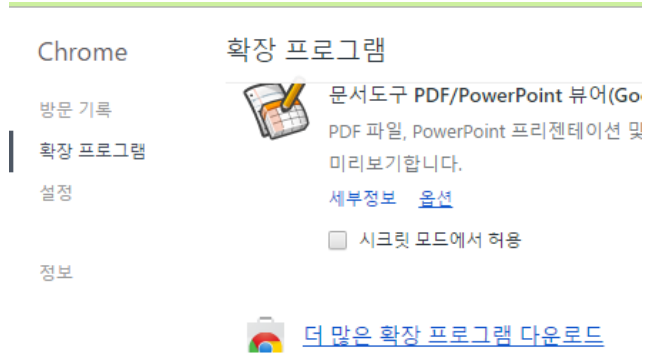 Chrome
방문 기록
확장 프로그램
설정
정보
확장 프로그램
문서도구 PDF/PowerPoint 뷰어(Go
PDF 파일, PowerPoint 프리젠테이션 및
미리보기합니다.
세부정보 옵션
시크릿 모드에서 허용
더 많은 확장 프로그램 다운로드